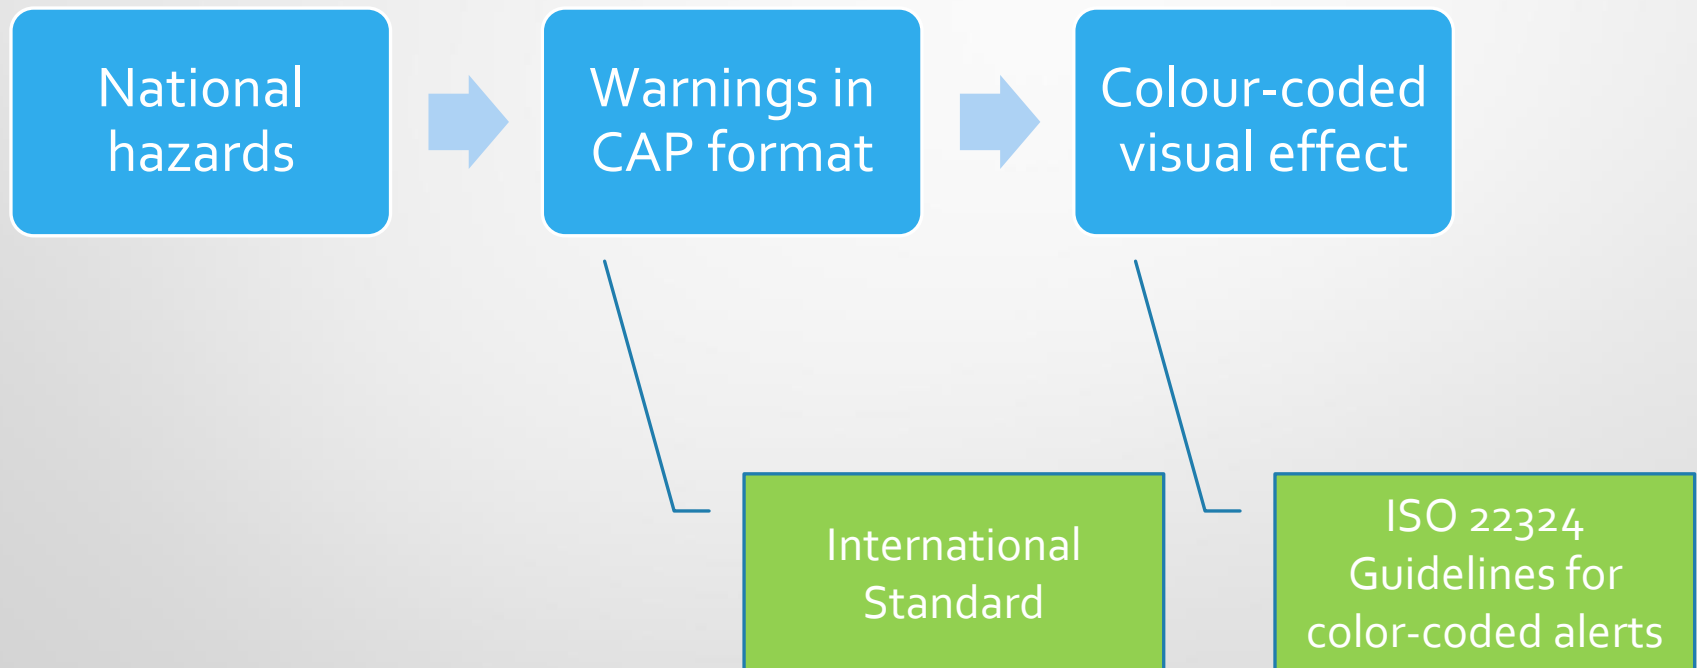 National
hazards
Warnings in
CAP format
Colour-coded
visual effect
International
Standard
ISO 22324
Guidelines for
color-coded alerts